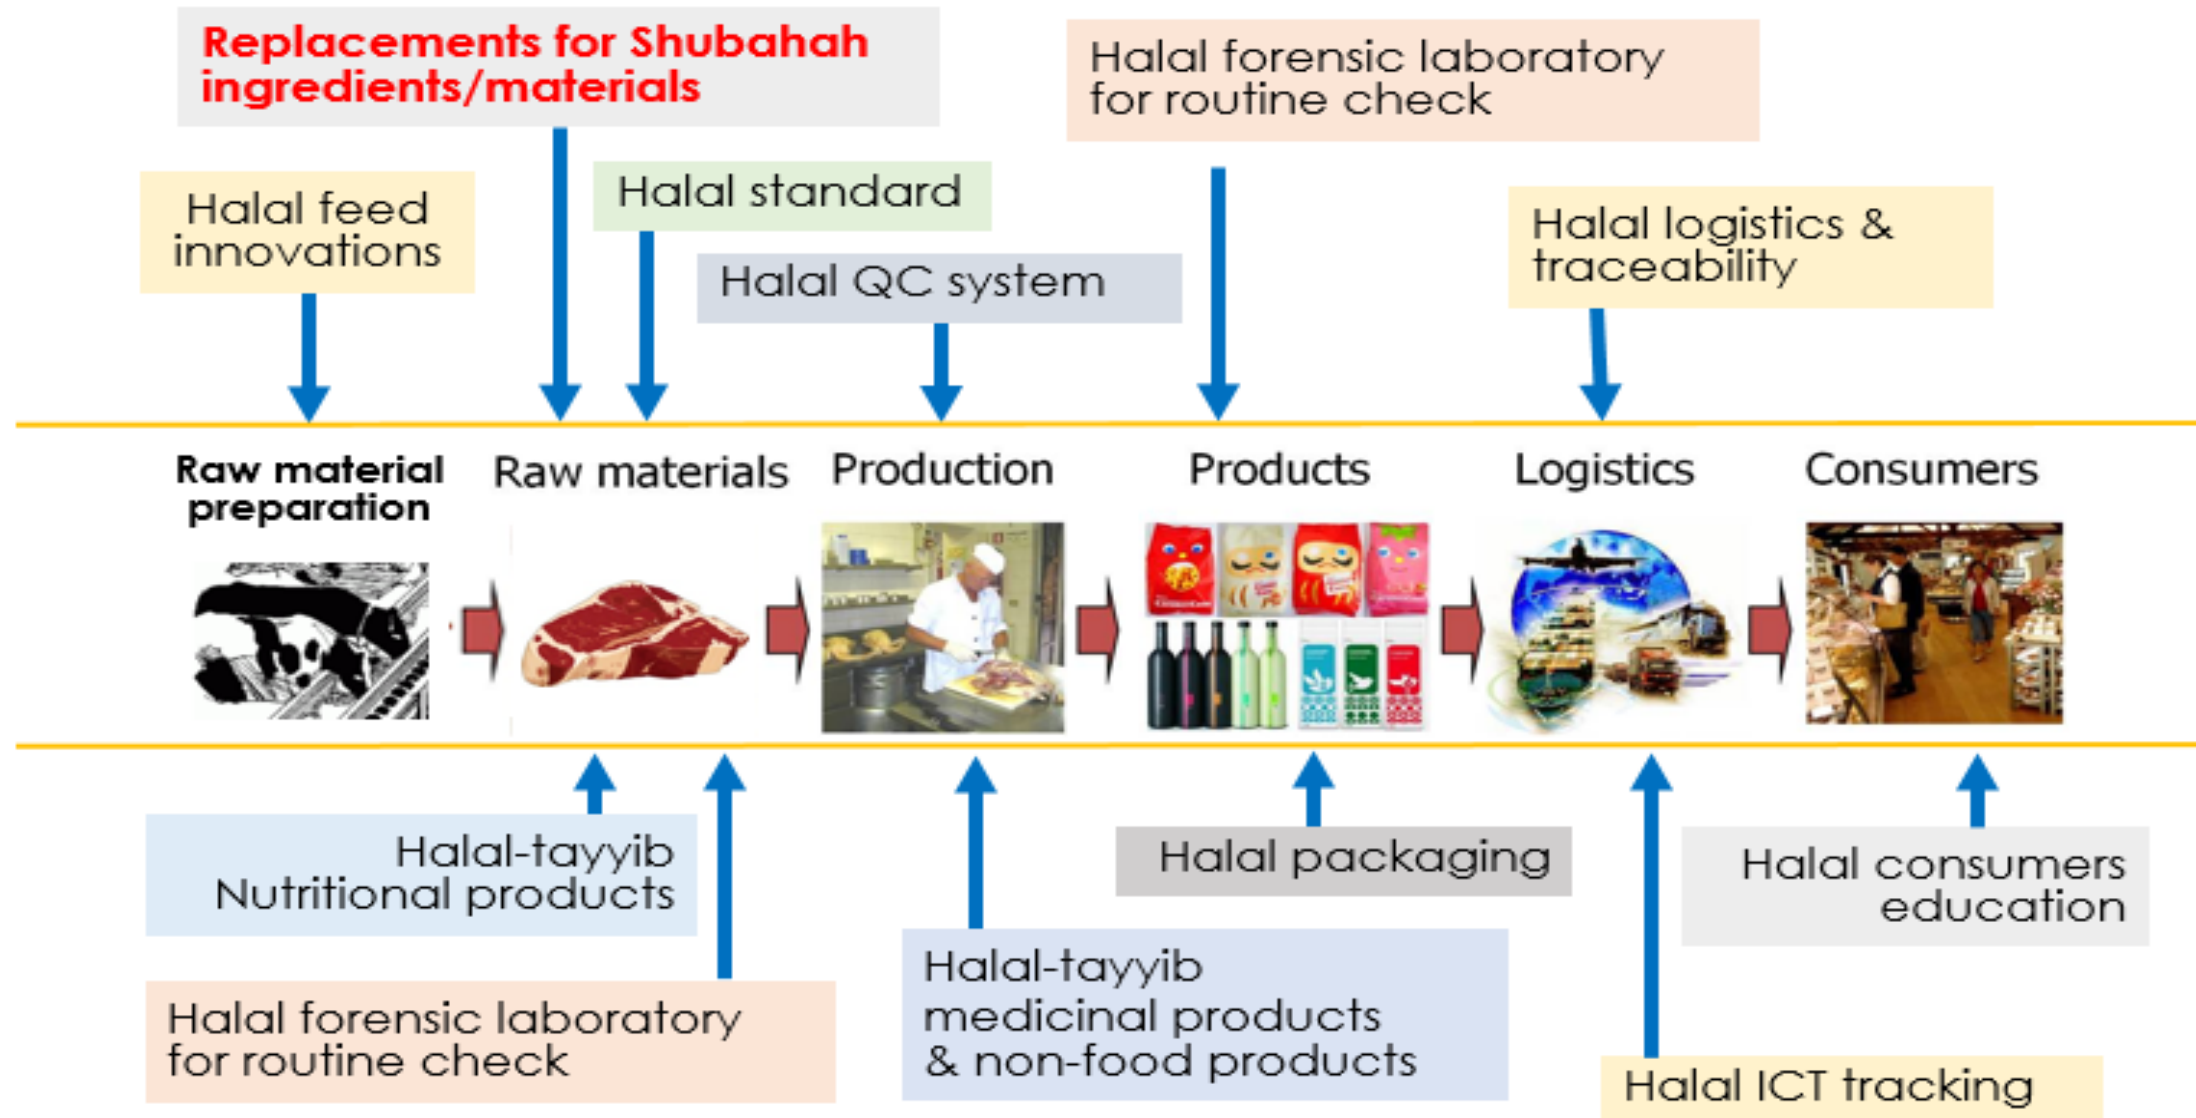 Replacements for Shubahah
ingredients/materials
Halal forensic laboratory
for routine check
Halal feed
innovations
Halal standard
Halal QC system
Halal logistics &
traceability
Raw material
preparation
Raw materials
Production
Products
Logistics
Consumers
Halal-tayyib
Nutritional products
Halal forensic laboratory
for routine check
Halal-tayyib
medicinal products
& non-food products
Halal packaging
Halal consumers
education
Halal ICT tracking